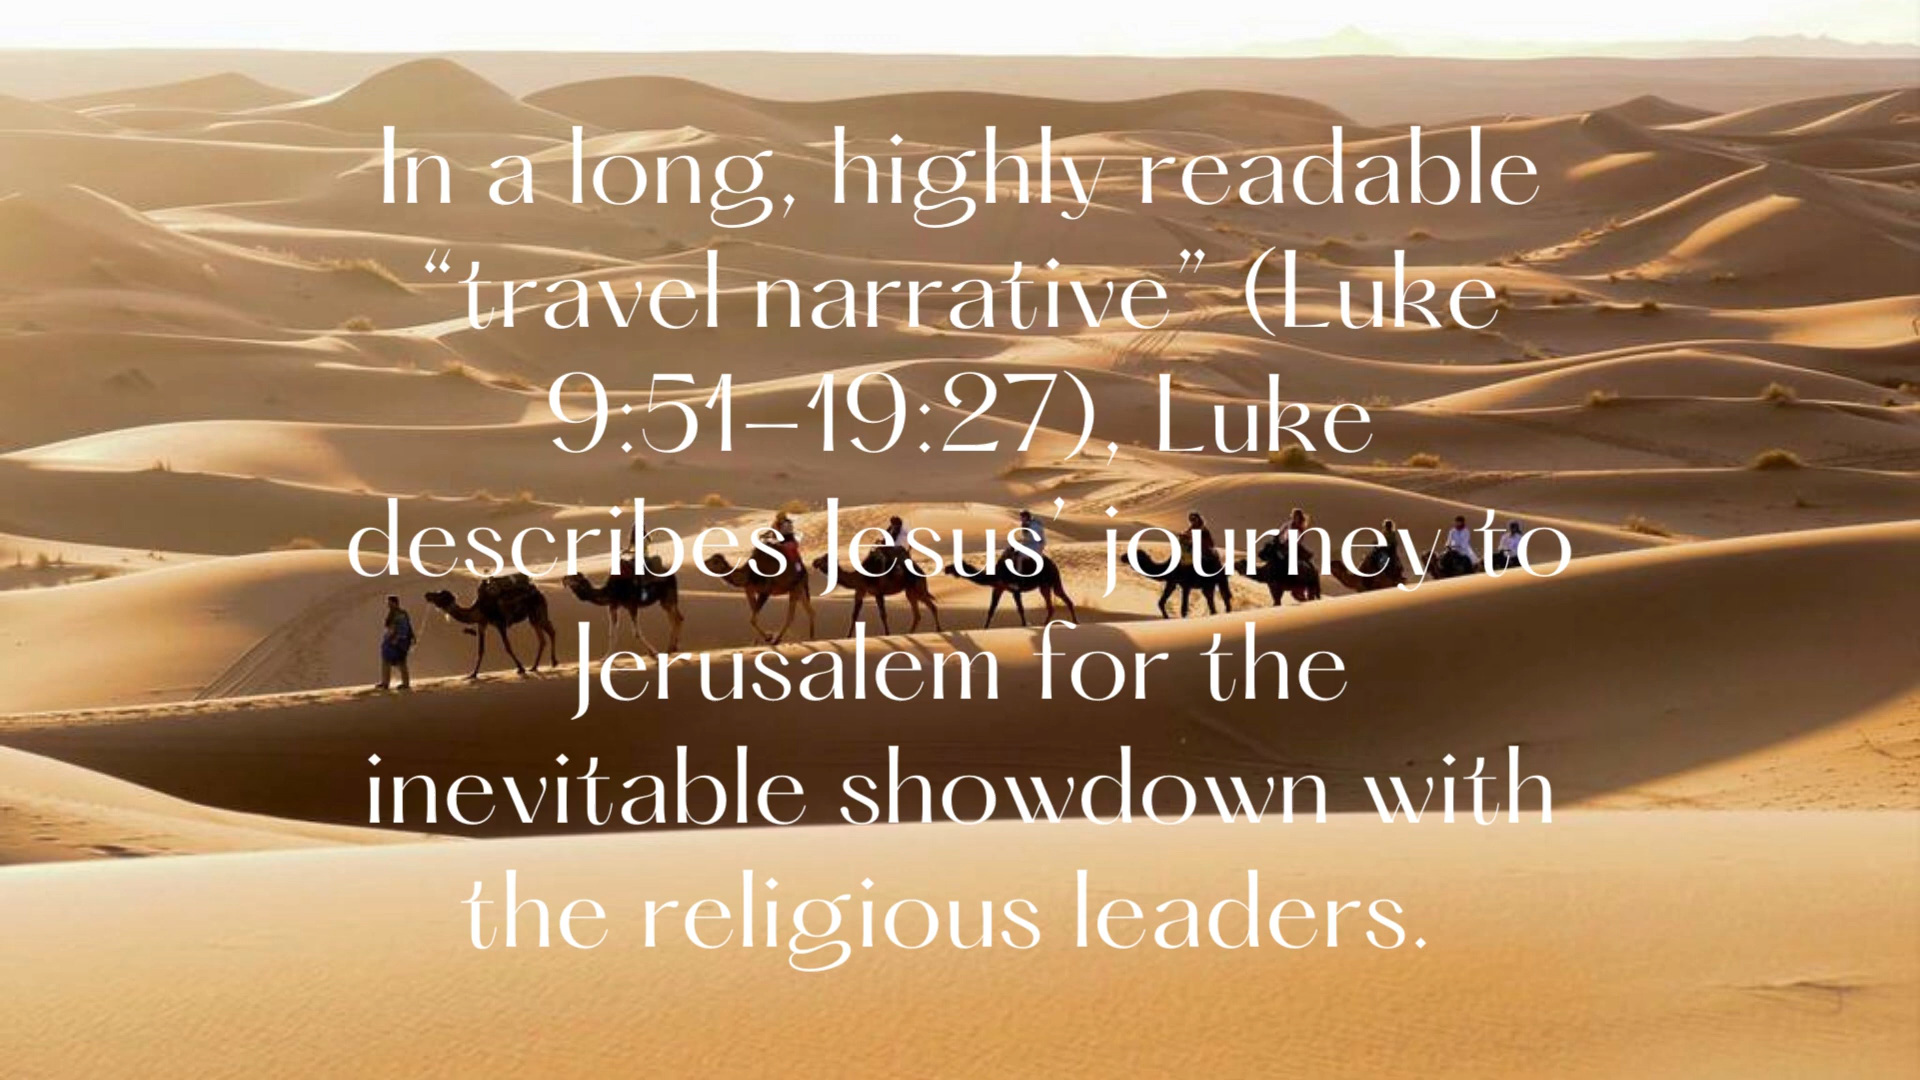 In a long, highly readable
“travel narrative” (Luke
9:51–19:27), Luke
describes Jesus’ journey to
Jerusalem for the
inevitable showdown with
the religious leaders.